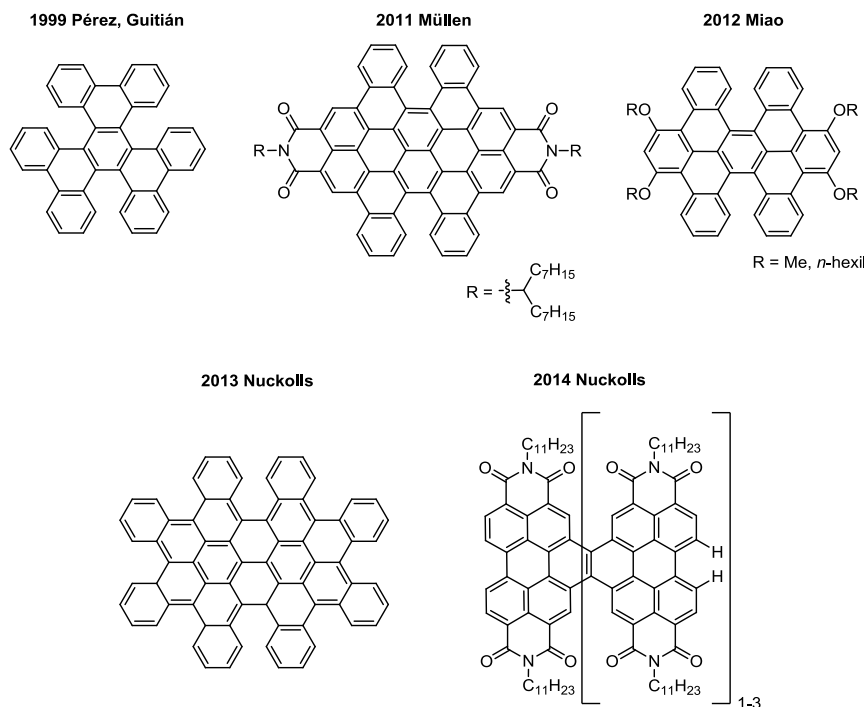 1999 Pérez, Guitián
2011 Müllen
2012 Miao
O O O O
R N N R
O O O O
RO OR
RO OR
R = C7H15
C7H15
R = Me, n-hexil
2013 Nuckolls
2014 Nuckolls
C11H23 C11H23
O N O O N O
H
H
O N O O N O
C11H23 C11H23
1-3